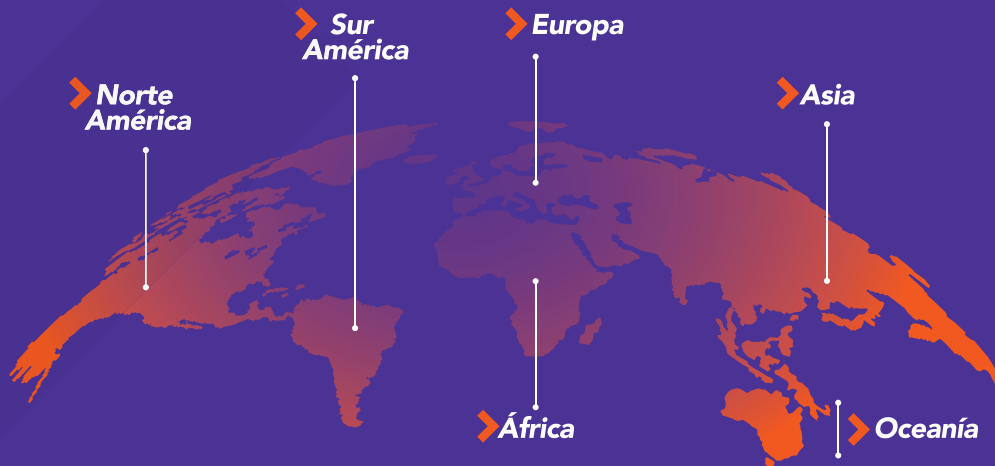 Sur
América
Europa
Norte
América
Asia
África
Oceanía